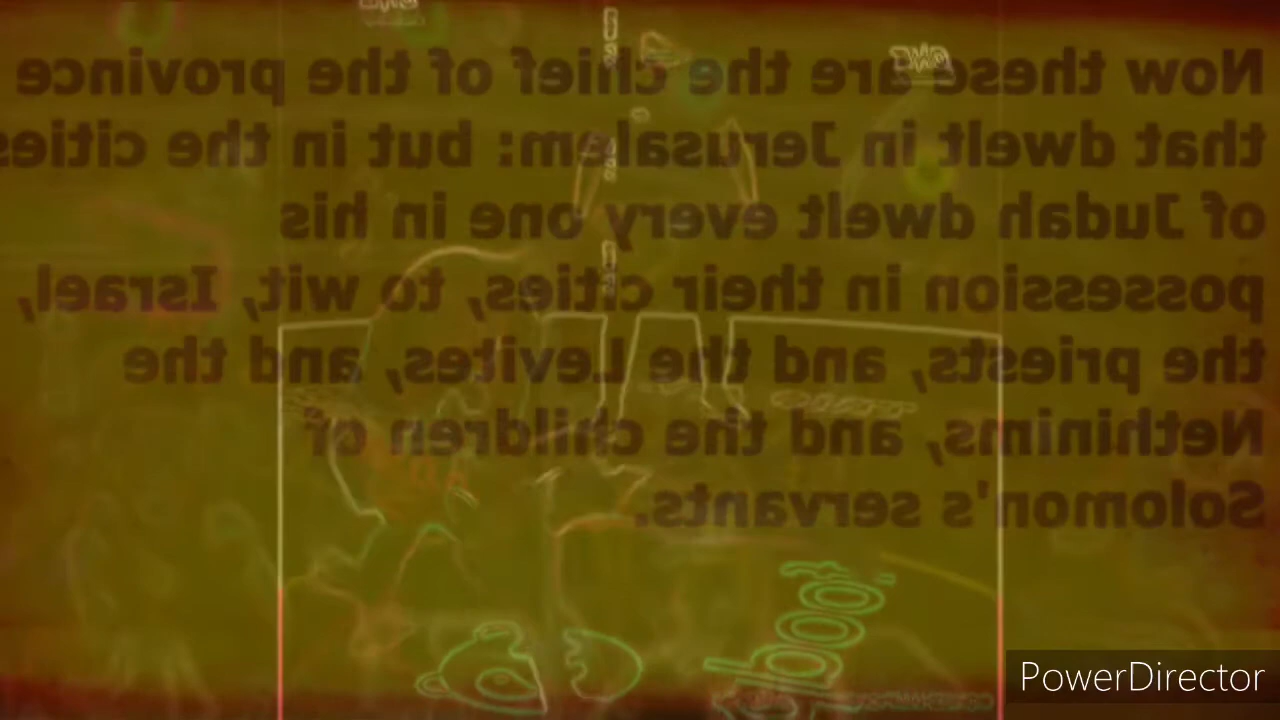 Now these are the chief of the province
that dwelt in Jerusalem: but in the cities
of Judah dwelt every one in his
possession in their cities, to wit, Israel,
the priests, and the Levites, and the
Nethinims, and the children of
Solomon's servants.
PowerDirector